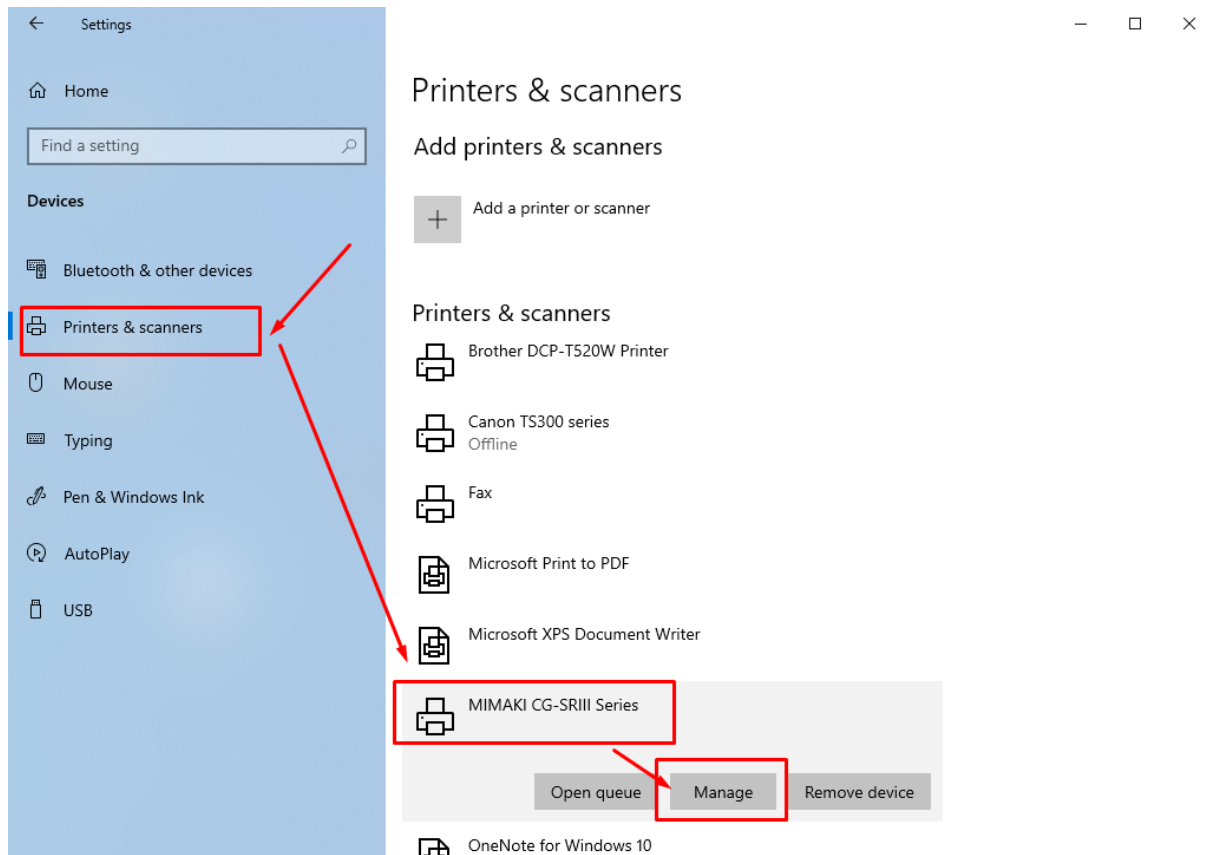 Settings
Home
Find a setting
Devices
Bluetooth & other devices
Printers & scanners
Mouse
Typing
Pen & Windows Ink
AutoPlay
USB
Printers & scanners
Add printers & scanners
Add a printer or scanner
Printers & scanners
Brother DCP-T520W Printer
Canon TS300 series
Offline
Fax
Microsoft Print to PDF
Microsoft XPS Document Writer
MIMAKI CG-SRIII Series
Open queue Manage Remove device
OneNote for Windows 10